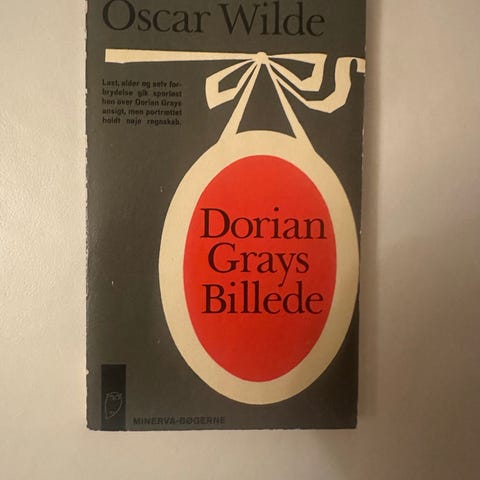 Oscar Wilde
Last, alder og selv for-
brydelse gik sporløst
hen over Dorian Grays
ansigt, men portrættet
holdt nøje regnskab.
Dorian
Grays
Billede
MINERVA-BØGERNE